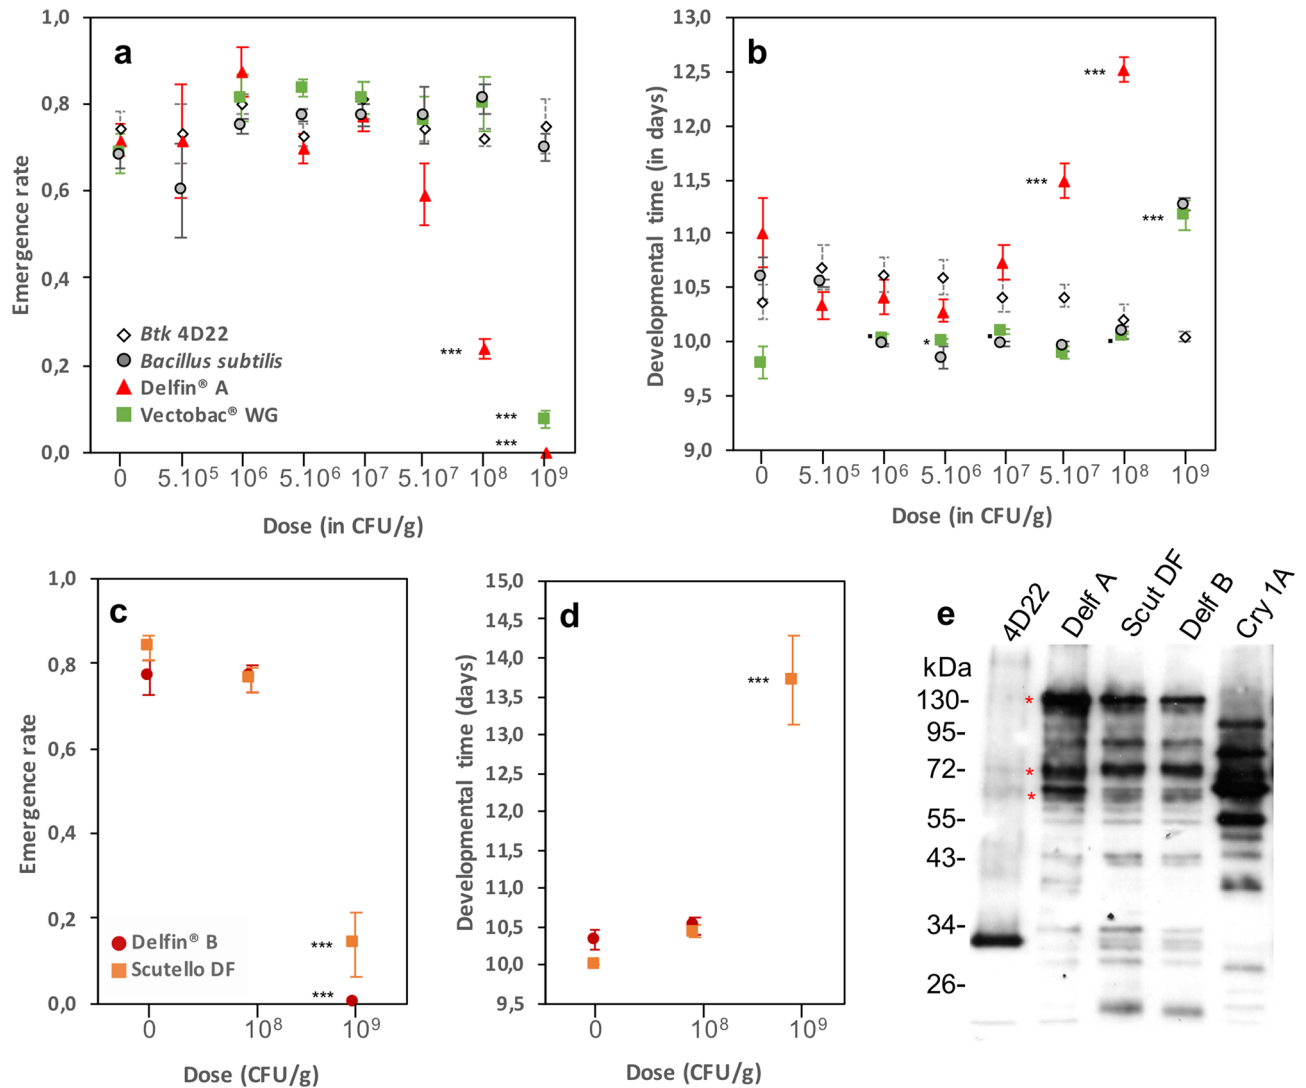 a
1,0
0,8
0,6
0,4
0,2
0,0
Emergence rate
Btk 4D22
Bacillus subtilis
Delfin® A
Vectobac® WG
***
***
***
0 5.10⁵ 10⁶ 5.10⁶ 10⁷ 5.10⁷ 10⁸ 10⁹
Dose (in CFU/g)
b
13,0
12,5
12,0
11,5
11,0
10,5
10,0
9,5
9,0
Developmental time (in days)
***
***
***
*
0 5.10⁵ 10⁶ 5.10⁶ 10⁷ 5.10⁷ 10⁸ 10⁹
Dose (in CFU/g)
c
1,0
0,8
0,6
0,4
0,2
0,0
Emergence rate
Delfin® B
Scutello DF
***
***
0 10⁸ 10⁹
Dose (CFU/g)
d
15,0
14,5
14,0
13,5
13,0
12,5
12,0
11,5
11,0
10,5
10,0
9,5
Developmental time (days)
***
0 10⁸ 10⁹
Dose (CFU/g)
e
4D22 Delf A Scut DF Delf B Cry 1A
kDa
130- *
95-
72- *
*
55-
43-
34-
26-